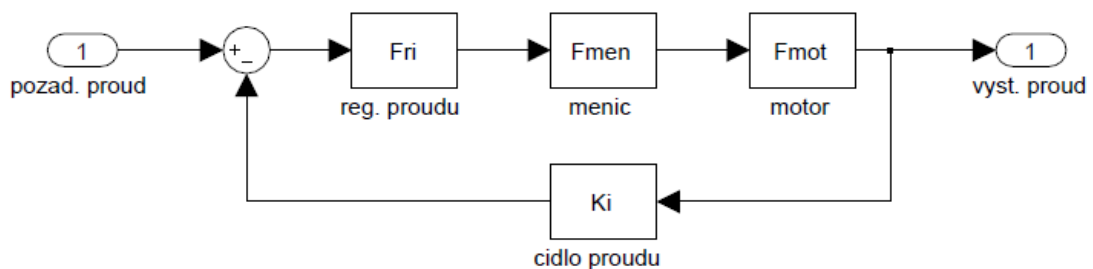 1
pozad. proud
+
−
Fri
reg. proudu
Fmen
menic
Fmot
motor
1
vyst. proud
Ki
cidlo proudu